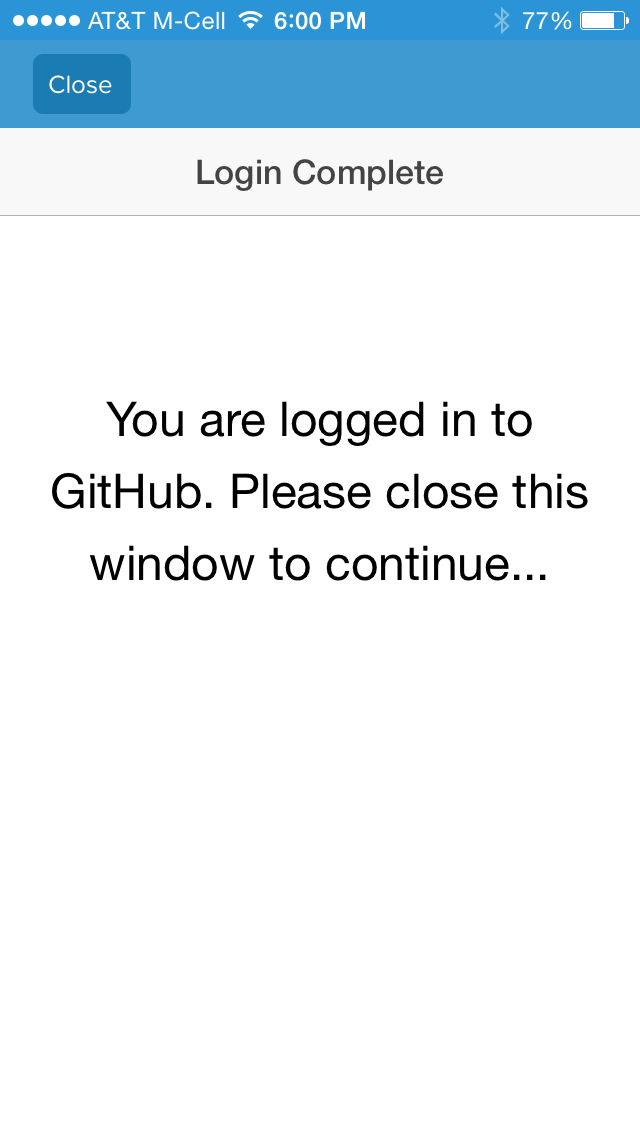 AT&T M-Cell 6:00 PM 77%
Close
Login Complete
You are logged in to
GitHub. Please close this
window to continue...